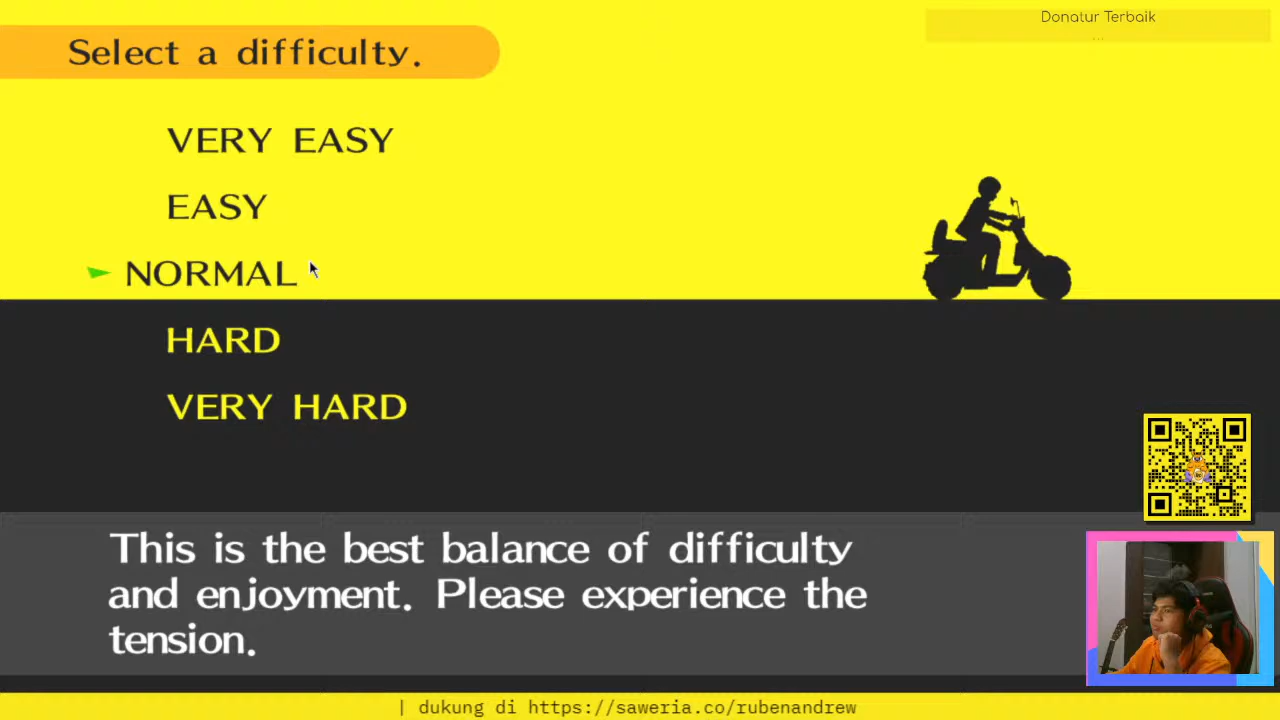 Donatur Terbaik
...
Select a difficulty.
VERY EASY
EASY
NORMAL
HARD
VERY HARD
This is the best balance of difficulty
and enjoyment. Please experience the
tension.
| dukung di https://saweria.co/rubenandrew